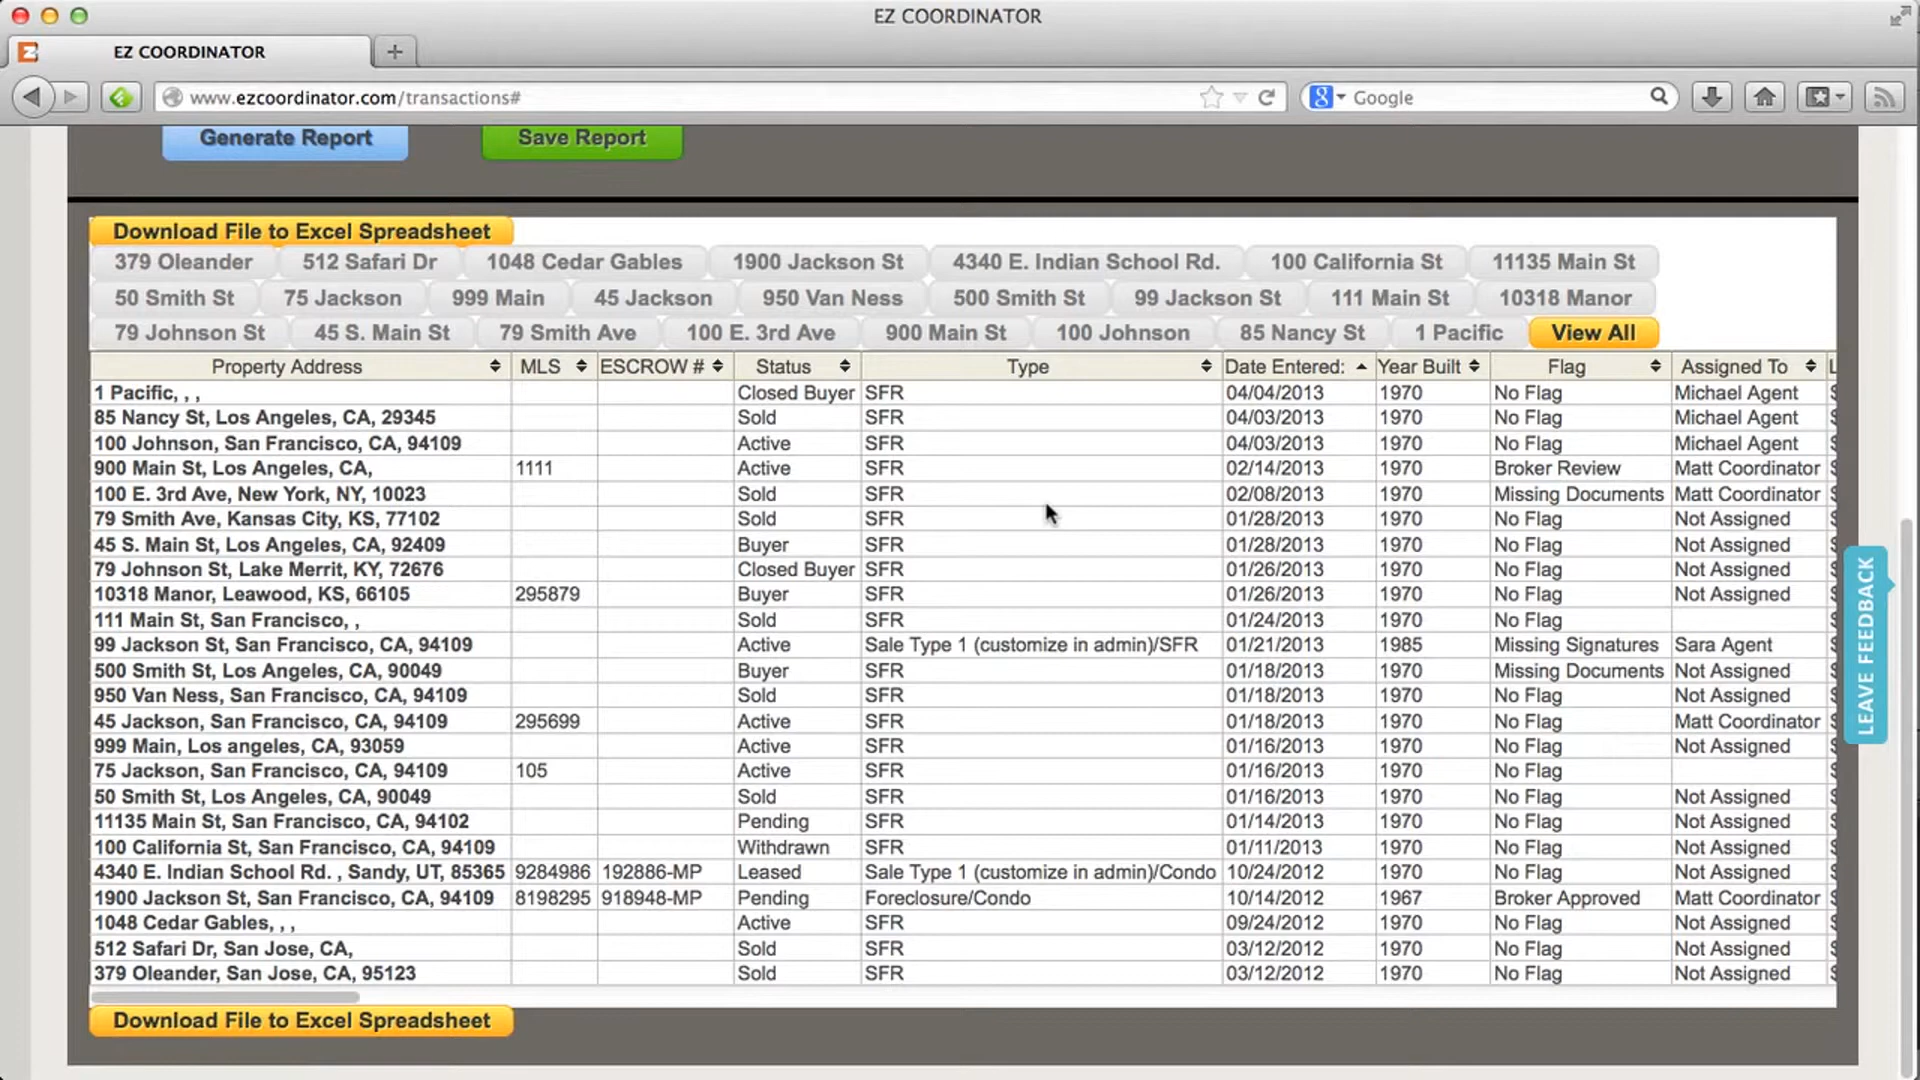 EZ COORDINATOR
EZ COORDINATOR
www.ezcoordinator.com/transactions#
Google
Generate Report Save Report
Download File to Excel Spreadsheet
379 Oleander 512 Safari Dr 1048 Cedar Gables 1900 Jackson St 4340 E. Indian School Rd. 100 California St 11135 Main St
50 Smith St 75 Jackson 999 Main 45 Jackson 950 Van Ness 500 Smith St 99 Jackson St 111 Main St 10318 Manor
79 Johnson St 45 S. Main St 79 Smith Ave 100 E. 3rd Ave 900 Main St 100 Johnson 85 Nancy St 1 Pacific View All
Property Address MLS ESCROW # Status Type Date Entered: Year Built Flag Assigned To
1 Pacific, , , Closed Buyer SFR 04/04/2013 1970 No Flag Michael Agent
85 Nancy St, Los Angeles, CA, 29345 Sold SFR 04/03/2013 1970 No Flag Michael Agent
100 Johnson, San Francisco, CA, 94109 Active SFR 04/03/2013 1970 No Flag Michael Agent
900 Main St, Los Angeles, CA, 1111 Active SFR 02/14/2013 1970 Broker Review Matt Coordinator
100 E. 3rd Ave, New York, NY, 10023 Sold SFR 02/08/2013 1970 Missing Documents Matt Coordinator
79 Smith Ave, Kansas City, KS, 77102 Sold SFR 01/28/2013 1970 No Flag Not Assigned
45 S. Main St, Los Angeles, CA, 92409 Buyer SFR 01/28/2013 1970 No Flag Not Assigned
79 Johnson St, Lake Merrit, KY, 72676 Closed Buyer SFR 01/26/2013 1970 No Flag Not Assigned
10318 Manor, Leawood, KS, 66105 295879 Buyer SFR 01/26/2013 1970 No Flag Not Assigned
111 Main St, San Francisco, , Sold SFR 01/24/2013 1970 No Flag
99 Jackson St, San Francisco, CA, 94109 Active Sale Type 1 (customize in admin)/SFR 01/21/2013 1985 Missing Signatures Sara Agent
500 Smith St, Los Angeles, CA, 90049 Buyer SFR 01/18/2013 1970 Missing Documents Not Assigned
950 Van Ness, San Francisco, CA, 94109 Sold SFR 01/18/2013 1970 No Flag Not Assigned
45 Jackson, San Francisco, CA, 94109 295699 Active SFR 01/18/2013 1970 No Flag Matt Coordinator
999 Main, Los angeles, CA, 93059 Active SFR 01/16/2013 1970 No Flag Not Assigned
75 Jackson, San Francisco, CA, 94109 105 Active SFR 01/16/2013 1970 No Flag
50 Smith St, Los Angeles, CA, 90049 Sold SFR 01/16/2013 1970 No Flag Not Assigned
11135 Main St, San Francisco, CA, 94102 Pending SFR 01/14/2013 1970 No Flag Not Assigned
100 California St, San Francisco, CA, 94109 Withdrawn SFR 01/11/2013 1970 No Flag Not Assigned
4340 E. Indian School Rd. , Sandy, UT, 85365 9284986 192886-MP Leased Sale Type 1 (customize in admin)/Condo 10/24/2012 1970 No Flag Not Assigned
1900 Jackson St, San Francisco, CA, 94109 8198295 918948-MP Pending Foreclosure/Condo 10/14/2012 1967 Broker Approved Matt Coordinator
1048 Cedar Gables, , , Active SFR 09/24/2012 1970 No Flag Not Assigned
512 Safari Dr, San Jose, CA, Sold SFR 03/12/2012 1970 No Flag Not Assigned
379 Oleander, San Jose, CA, 95123 Sold SFR 03/12/2012 1970 No Flag Not Assigned
Download File to Excel Spreadsheet
LEAVE FEEDBACK